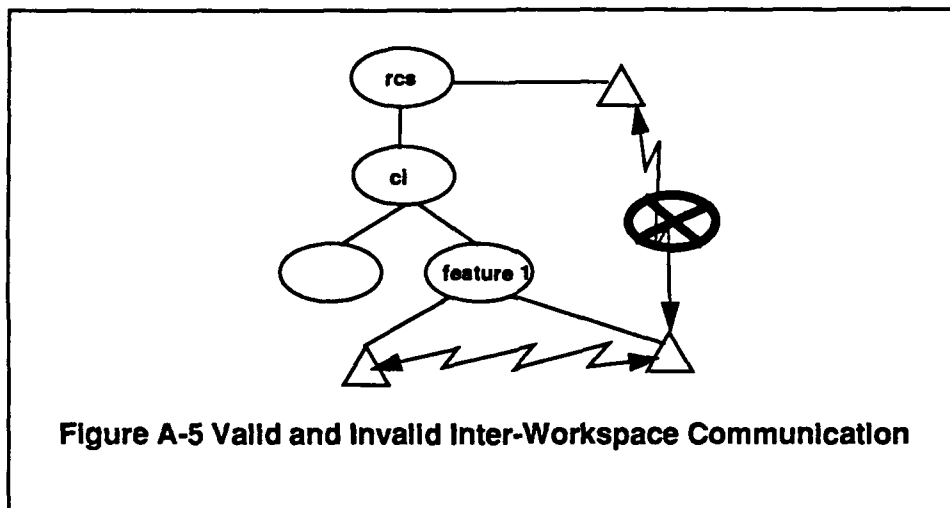 rcs
ci
feature 1
Figure A-5 Valid and Invalid Inter-Workspace Communication